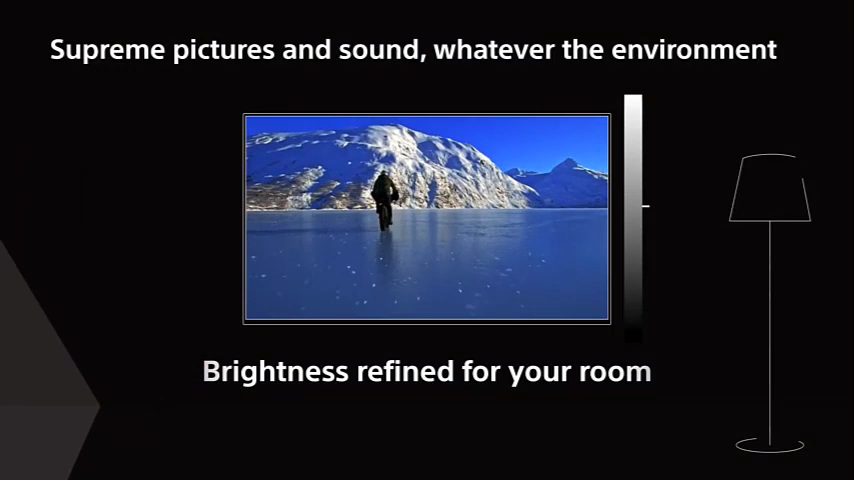 Supreme pictures and sound, whatever the environment
Brightness refined for your room